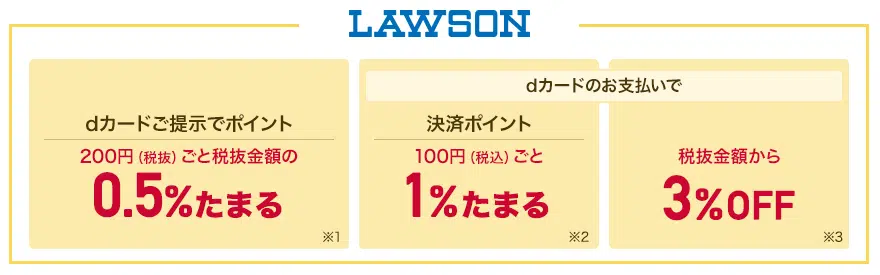 LAWSON
dカードご提示でポイント
200円（税抜）ごと税抜金額の
0.5%たまる
※1
dカードのお支払いで
決済ポイント
100円（税込）ごと
1%たまる
※2
税抜金額から
3%OFF
※3